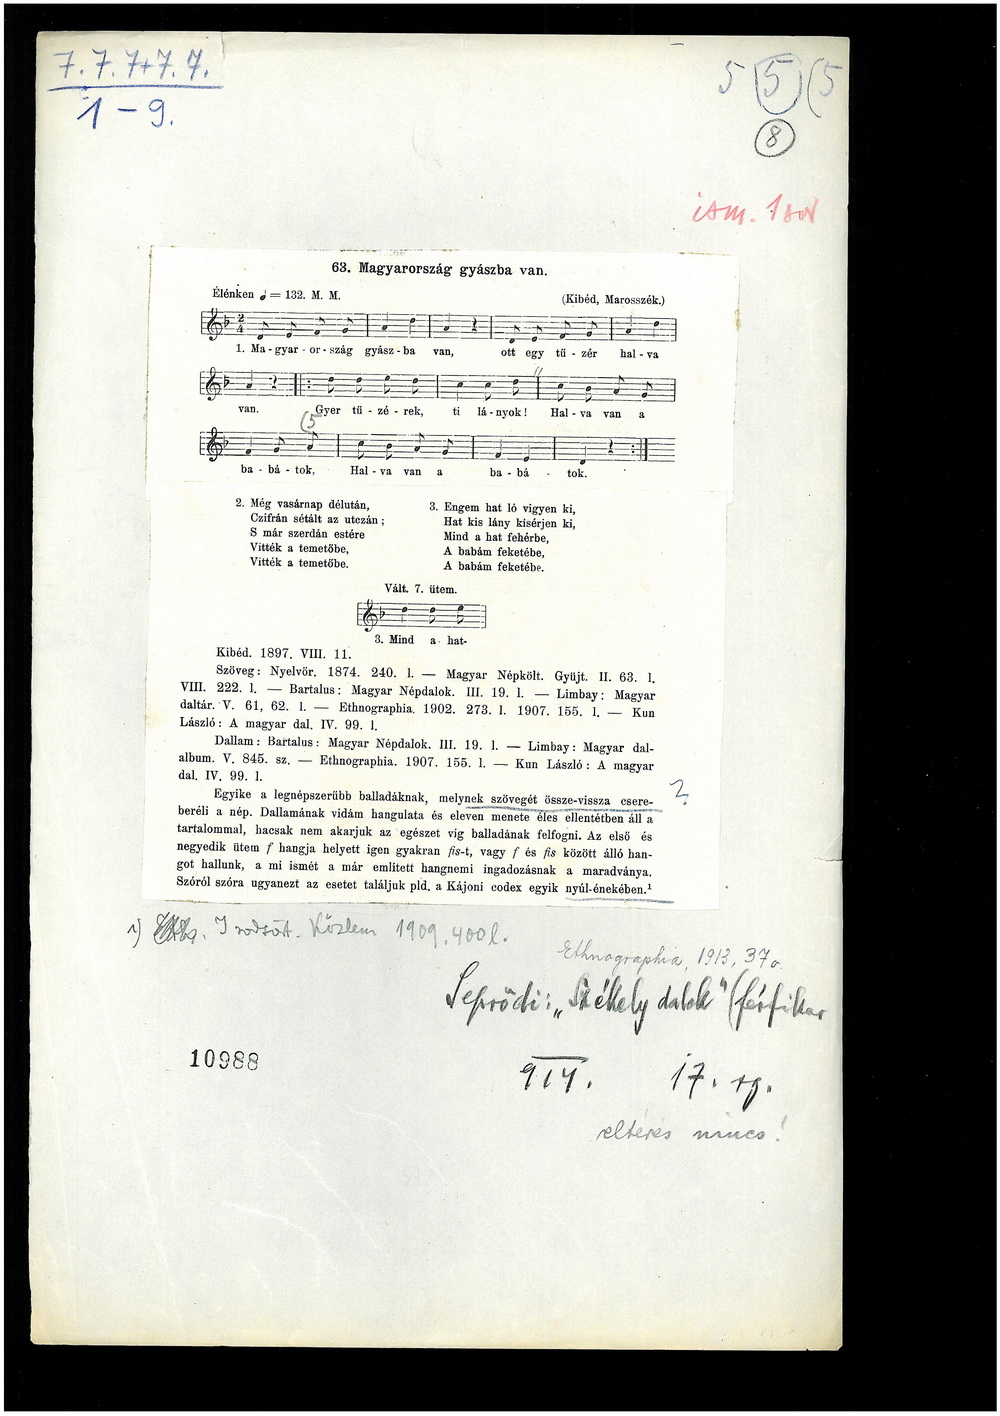 7. 7. 7+7. 7.
1 – 9.
5 5 (5
8
63. Magyarország gyászba van.
Élénken = 132. M. M.
(Kibéd, Marosszék.)
2
4
1. Ma-gyar-or-szág gyász-ba van, ott egy tű-zér hal-va
van. Gyer tű-zé-rek, ti lá-nyok! Hal-va van a
(5
ba-bá-tok, Hal-va van a ba-bá-tok.
2. Még vasárnap délután,
Czifrán sétált az utczán;
S már szerdán estére
Vitték a temetőbe,
Vitték a temetőbe.
3. Engem hat ló vigyen ki,
Hat kis lány kísérjen ki,
Mind a hat fehérbe,
A babám feketébe,
A babám feketébe.
Vált. 7. ütem.
3. Mind a hat-
Kibéd. 1897. VIII. 11.
Szöveg: Nyelvőr. 1874. 240. l. — Magyar Népkölt. Gyűjt. II. 63. l.
VIII. 222. l. — Bartalus: Magyar Népdalok. III. 19. l. — Limbay: Magyar
daltár. V. 61, 62. l. — Ethnographia. 1902. 273. l. 1907. 155. l. — Kun
László: A magyar dal. IV. 99. l.
Dallam: Bartalus: Magyar Népdalok. III. 19. l. — Limbay: Magyar dal-
album. V. 845. sz. — Ethnographia. 1907. 155. l. — Kun László: A magyar
dal. IV. 99. l.
Egyike a legnépszerűbb balladáknak, melynek szövegét össze-vissza csere-
beréli a nép. Dallamának vidám hangulata és eleven menete éles ellentétben áll a
tartalommal, hacsak nem akarjuk az egészet víg balladának felfogni. Az első és
negyedik ütem f hangja helyett igen gyakran fis-t, vagy f és fis között álló han-
got hallunk, a mi ismét a már említett hangnemi ingadozásnak a maradványa.
Szóról szóra ugyanezt az esetet találjuk pld. a Kájoni codex egyik nyúl-énekében.¹
?
1) Irodtört. Közlem 1909. 400 l.
Ethnographia, 1913, 37 o.
Seprődi: „Székely dalok" (férfikar
10988
914. 17. sz.
eltérés nincs!